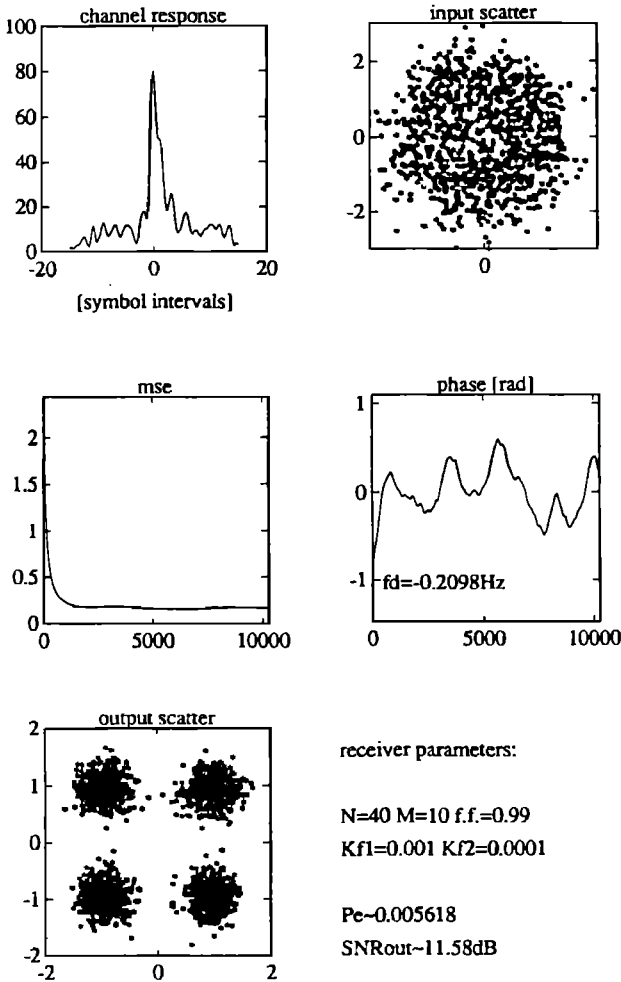 channel response
100
80
60
40
20
0
-20
0
20
[symbol intervals]
input scatter
2
0
-2
0
mse
2
1.5
1
0.5
0
0
5000
10000
phase [rad]
1
0
-1
fd=-0.2098Hz
0
5000
10000
output scatter
2
1
0
-1
-2
-2
0
2
receiver parameters:
N=40 M=10 f.f.=0.99
Kf1=0.001 Kf2=0.0001
Pe~0.005618
SNRout~11.58dB